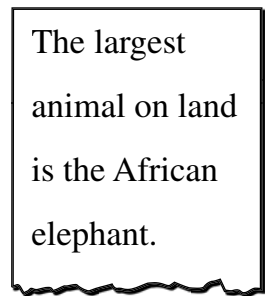 The largest
animal on land
is the African
elephant.